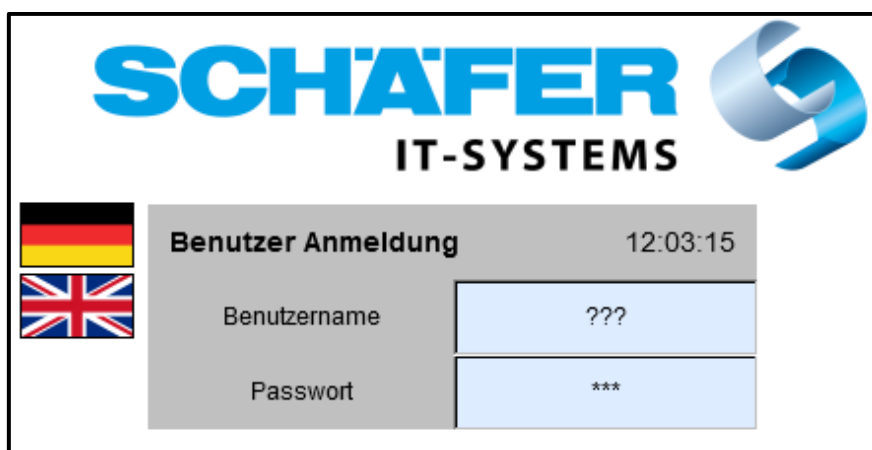 SCHÄFER
IT-SYSTEMS
Benutzer Anmeldung 12:03:15
Benutzername ???
Passwort ***